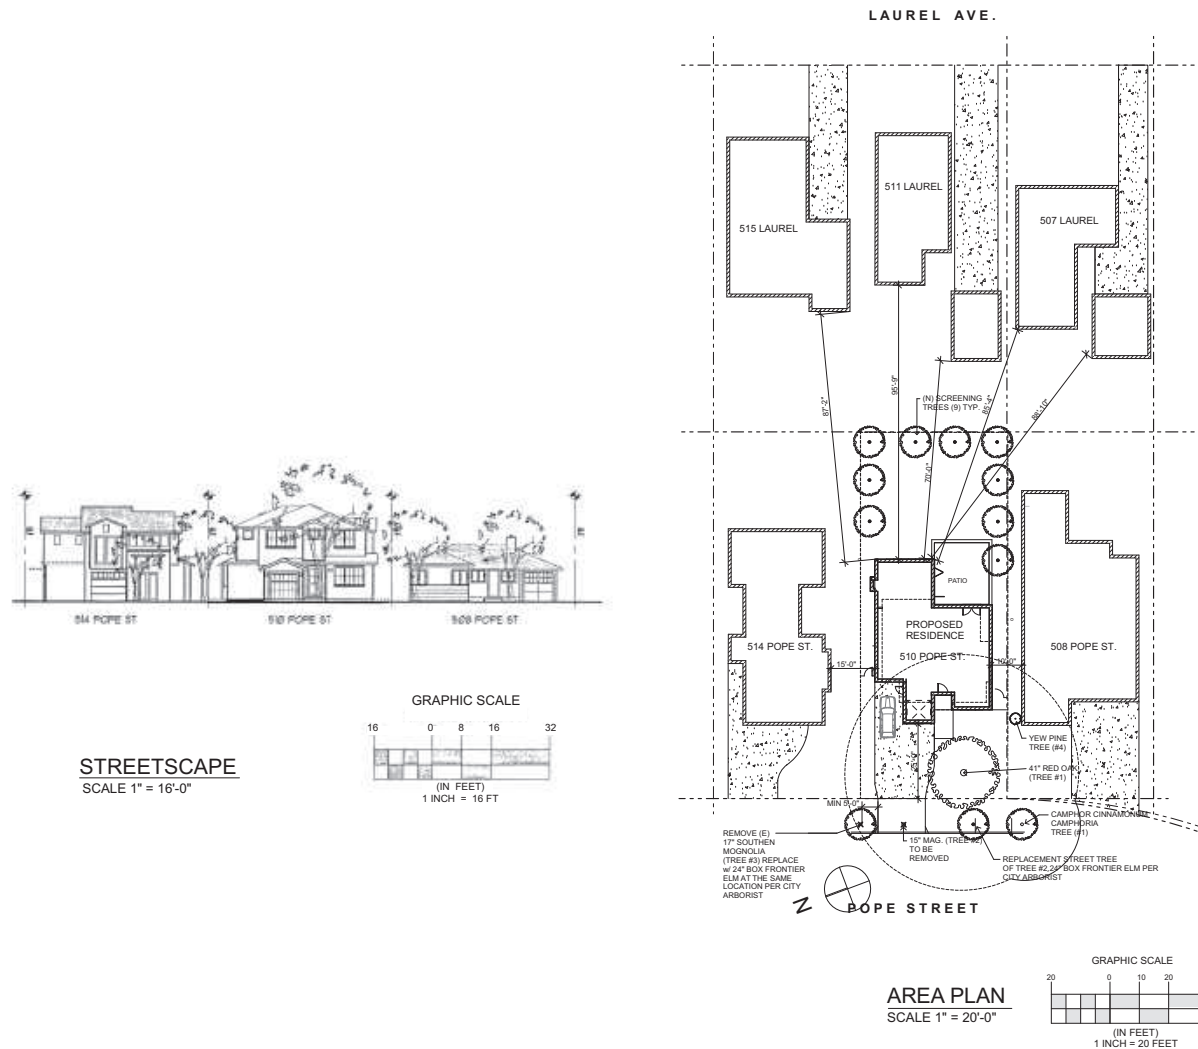 LAUREL AVE.
515 LAUREL
511 LAUREL
507 LAUREL
87'-2"
95'-9"
(N) SCREENING
TREES (9) TYP.
70'-0"
85'-4"
88'-10"
PATIO
PROPOSED
RESIDENCE
510 POPE ST.
514 POPE ST.
508 POPE ST.
15'-0"
10'-0"
YEW PINE
TREE (#4)
41" RED OAK
(TREE #1)
MIN 5'-0"
CAMPHOR CINNAMONUM
CAMPHORIA
TREE (#1)
REMOVE (E)
17" SOUTHEN
MOGNOLIA
(TREE #3) REPLACE
w/ 24" BOX FRONTIER
ELM AT THE SAME
LOCATION PER CITY
ARBORIST
15" MAG. (TREE #2)
TO BE
REMOVED
REPLACEMENT STREET TREE
OF TREE #2,24" BOX FRONTIER ELM PER
CITY ARBORIST
N
POPE STREET
514 POPE ST.
510 POPE ST.
508 POPE ST.
STREETSCAPE
SCALE 1" = 16'-0"
GRAPHIC SCALE
16 0 8 16 32
(IN FEET)
1 INCH = 16 FT
AREA PLAN
SCALE 1" = 20'-0"
GRAPHIC SCALE
20 0 10 20
(IN FEET)
1 INCH = 20 FEET